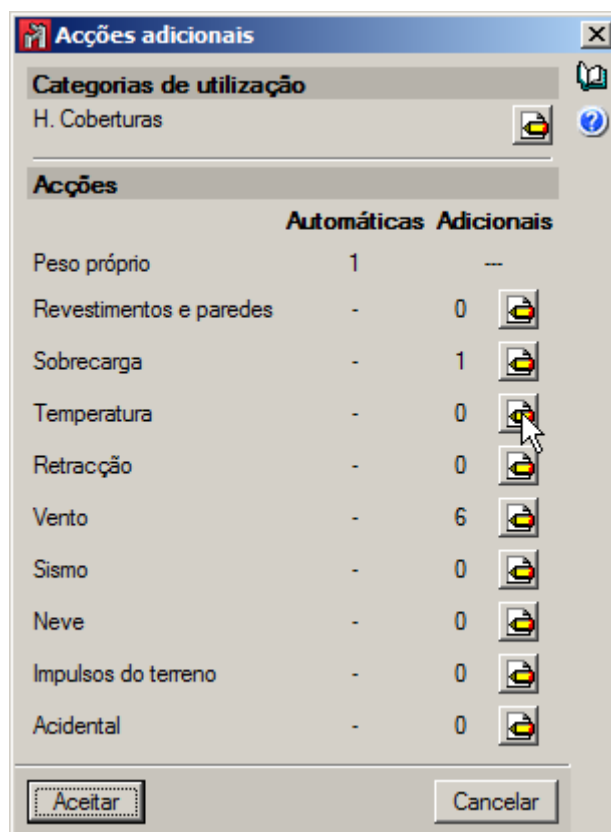 Acções adicionais
Categorias de utilização
H. Coberturas
Acções
Automáticas Adicionais
Peso próprio 1 ---
Revestimentos e paredes - 0
Sobrecarga - 1
Temperatura - 0
Retracção - 0
Vento - 6
Sismo - 0
Neve - 0
Impulsos do terreno - 0
Acidental - 0
Aceitar Cancelar